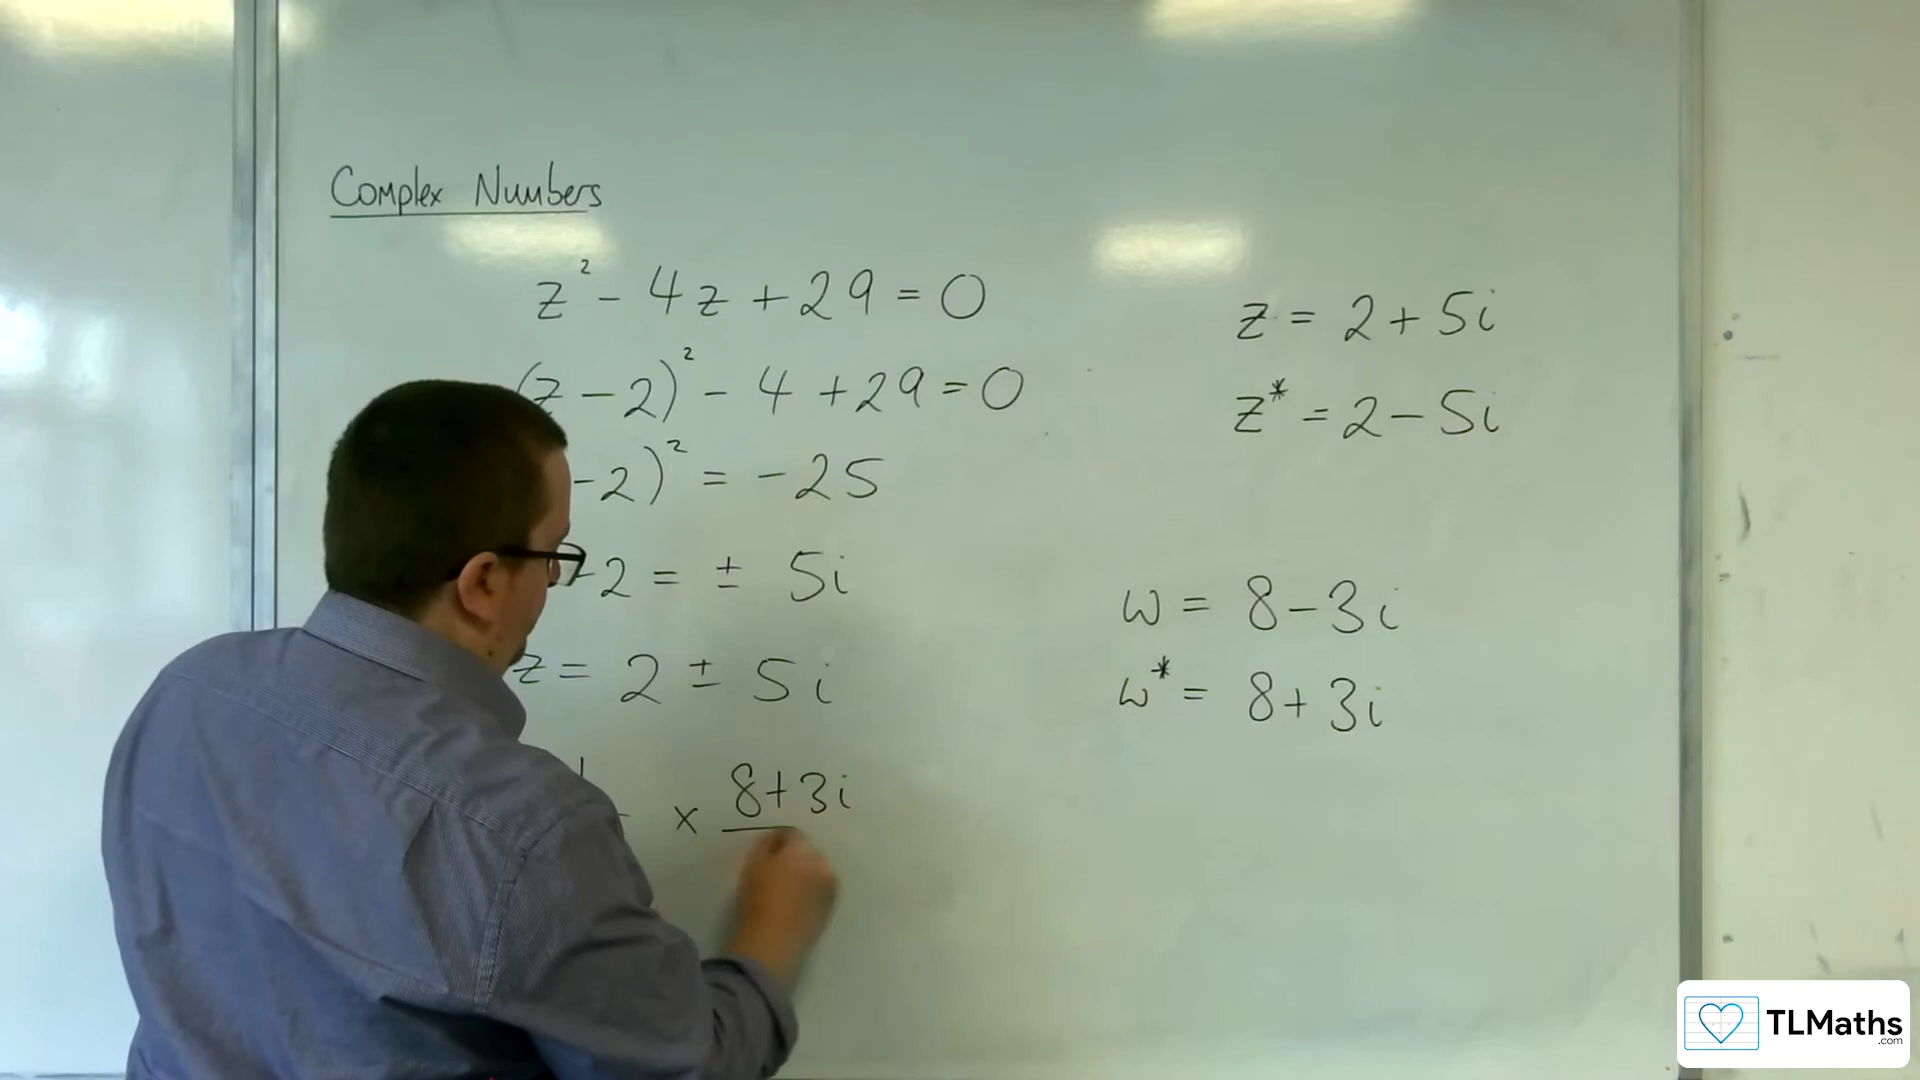 Complex Numbers
z² - 4z + 29 = 0
(z - 2)² - 4 + 29 = 0
- 2)² = -25
- 2 = ± 5i
z = 2 ± 5i
× 8+3i
z = 2 + 5i
z* = 2 - 5i
w = 8 - 3i
w* = 8 + 3i
TLMaths
.com